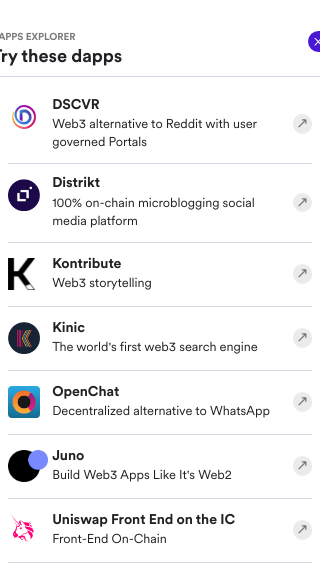 APPS EXPLORER
Try these dapps
DSCVR
Web3 alternative to Reddit with user
governed Portals
Distrikt
100% on-chain microblogging social
media platform
Kontribute
Web3 storytelling
Kinic
The world's first web3 search engine
OpenChat
Decentralized alternative to WhatsApp
Juno
Build Web3 Apps Like It's Web2
Uniswap Front End on the IC
Front-End On-Chain